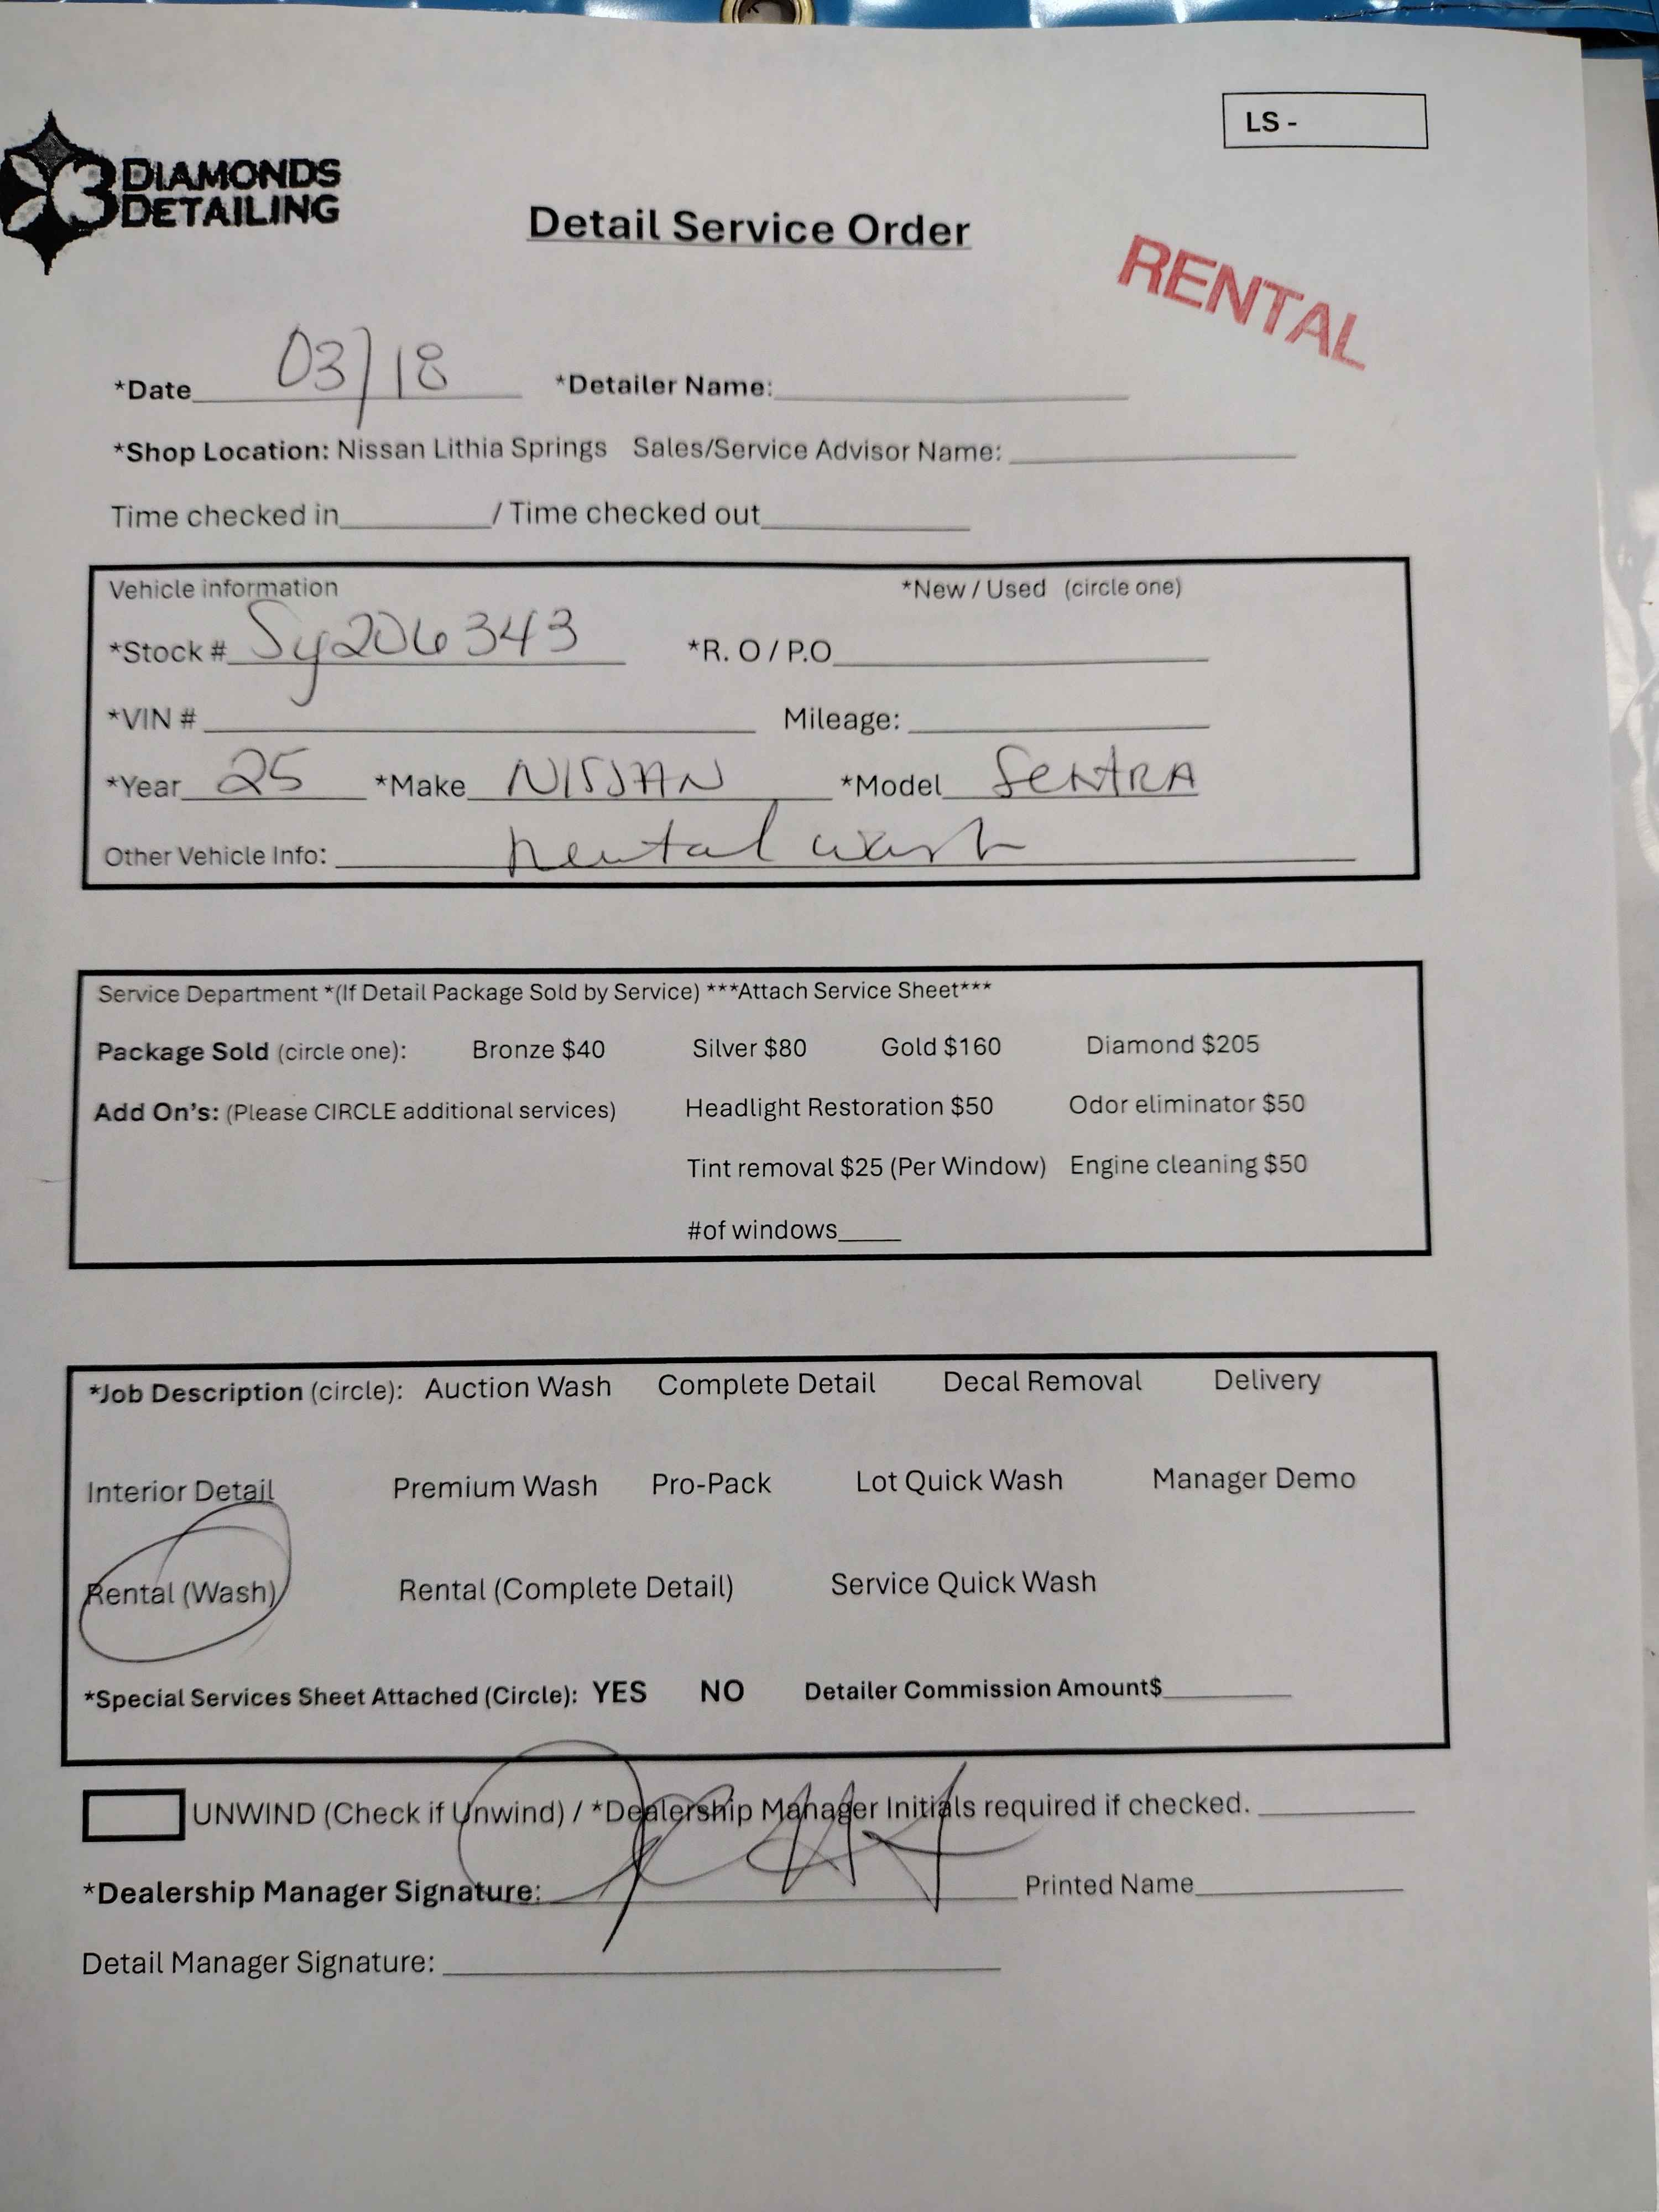 LS -
3 DIAMONDS
DETAILING
Detail Service Order
RENTAL
*Date 03/18 *Detailer Name:
*Shop Location: Nissan Lithia Springs Sales/Service Advisor Name:
Time checked in / Time checked out
Vehicle information *New / Used (circle one)
*Stock # Sy206343 *R. O / P.O
*VIN # Mileage:
*Year 25 *Make NISSAN *Model SENTRA
Other Vehicle Info: Rental wash
Service Department *(If Detail Package Sold by Service) ***Attach Service Sheet***
Package Sold (circle one): Bronze $40 Silver $80 Gold $160 Diamond $205
Add On's: (Please CIRCLE additional services) Headlight Restoration $50 Odor eliminator $50
Tint removal $25 (Per Window) Engine cleaning $50
#of windows____
*Job Description (circle): Auction Wash Complete Detail Decal Removal Delivery
Interior Detail Premium Wash Pro-Pack Lot Quick Wash Manager Demo
Rental (Wash) Rental (Complete Detail) Service Quick Wash
*Special Services Sheet Attached (Circle): YES NO Detailer Commission Amount$
UNWIND (Check if Unwind) / *Dealership Manager Initials required if checked.
*Dealership Manager Signature: Printed Name
Detail Manager Signature: